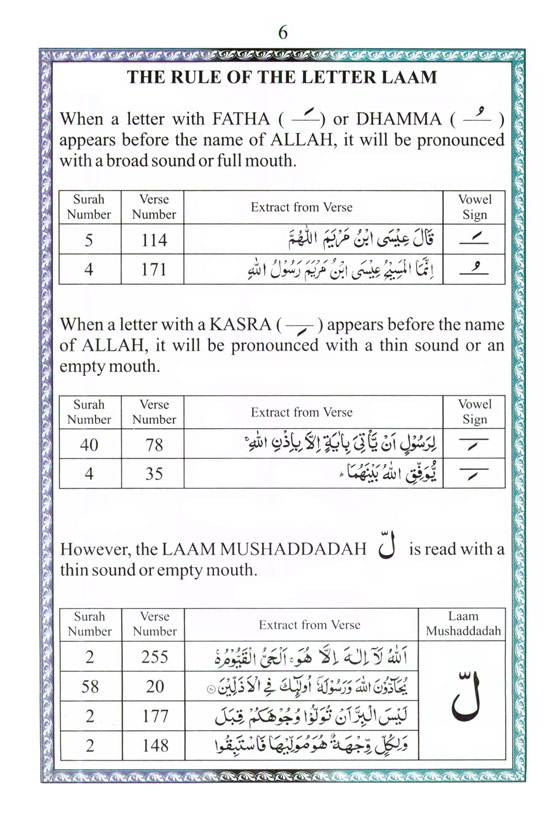 6
THE RULE OF THE LETTER LAAM
When a letter with FATHA ( ـَ ) or DHAMMA ( ـُ )
appears before the name of ALLAH, it will be pronounced
with a broad sound or full mouth.
Surah Number | Verse Number | Extract from Verse | Vowel Sign
5 | 114 | قَالَ عِيْسَى ابْنُ مَرْيَمَ اللّٰهُمَّ | ـَ
4 | 171 | اِنَّمَا الْمَسِيْحُ عِيْسَى ابْنُ مَرْيَمَ رَسُوْلُ اللّٰهِ | ـُ
When a letter with a KASRA ( ـِ ) appears before the name
of ALLAH, it will be pronounced with a thin sound or an
empty mouth.
Surah Number | Verse Number | Extract from Verse | Vowel Sign
40 | 78 | لِرَسُوْلٍ اَنْ يَّاْتِيَ بِاٰيَةٍ اِلَّا بِاِذْنِ اللّٰهِ ۚ | ـِ
4 | 35 | يُّوَفِّقِ اللّٰهُ بَيْنَهُمَا ؕ | ـِ
However, the LAAM MUSHADDADAH لّ is read with a
thin sound or empty mouth.
Surah Number | Verse Number | Extract from Verse | Laam Mushaddadah
2 | 255 | اَللّٰهُ لَاۤ اِلٰهَ اِلَّا هُوَ ۚ اَلْحَيُّ الْقَيُّوْمُ ۚ | لّ
58 | 20 | يُحَآدُّوْنَ اللّٰهَ وَرَسُوْلَهٗۤ اُولٰٓئِكَ فِى الْاَذَلِّيْنَ ۝
2 | 177 | لَيْسَ الْبِرَّ اَنْ تُوَلُّوْا وُجُوْهَكُمْ قِبَلَ
2 | 148 | وَلِكُلٍّ وِّجْهَةٌ هُوَ مُوَلِّيْهَا فَاسْتَبِقُوا